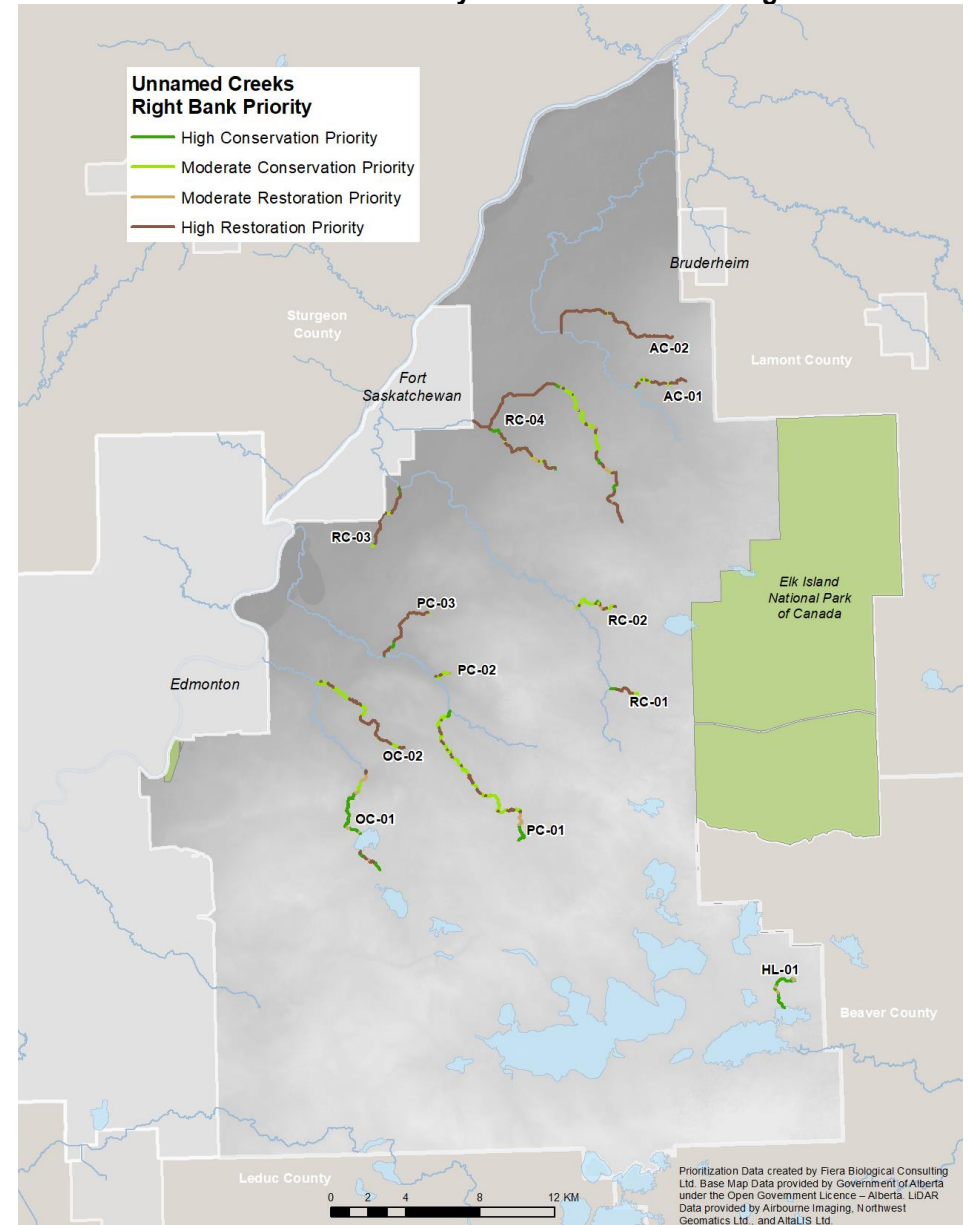 Unnamed Creeks
Right Bank Priority
High Conservation Priority
Moderate Conservation Priority
Moderate Restoration Priority
High Restoration Priority
Bruderheim
Sturgeon
County
AC-02
Lamont County
Fort
Saskatchewan
AC-01
RC-04
RC-03
Elk Island
National Park
of Canada
PC-03
RC-02
PC-02
Edmonton
RC-01
OC-02
OC-01
PC-01
HL-01
Beaver County
Leduc County
0 2 4 8 12 KM
Prioritization Data created by Fiera Biological Consulting
Ltd. Base Map Data provided by Government of Alberta
under the Open Government Licence – Alberta. LiDAR
Data provided by Airbourne Imaging, Northwest
Geomatics Ltd., and AltaLIS Ltd.